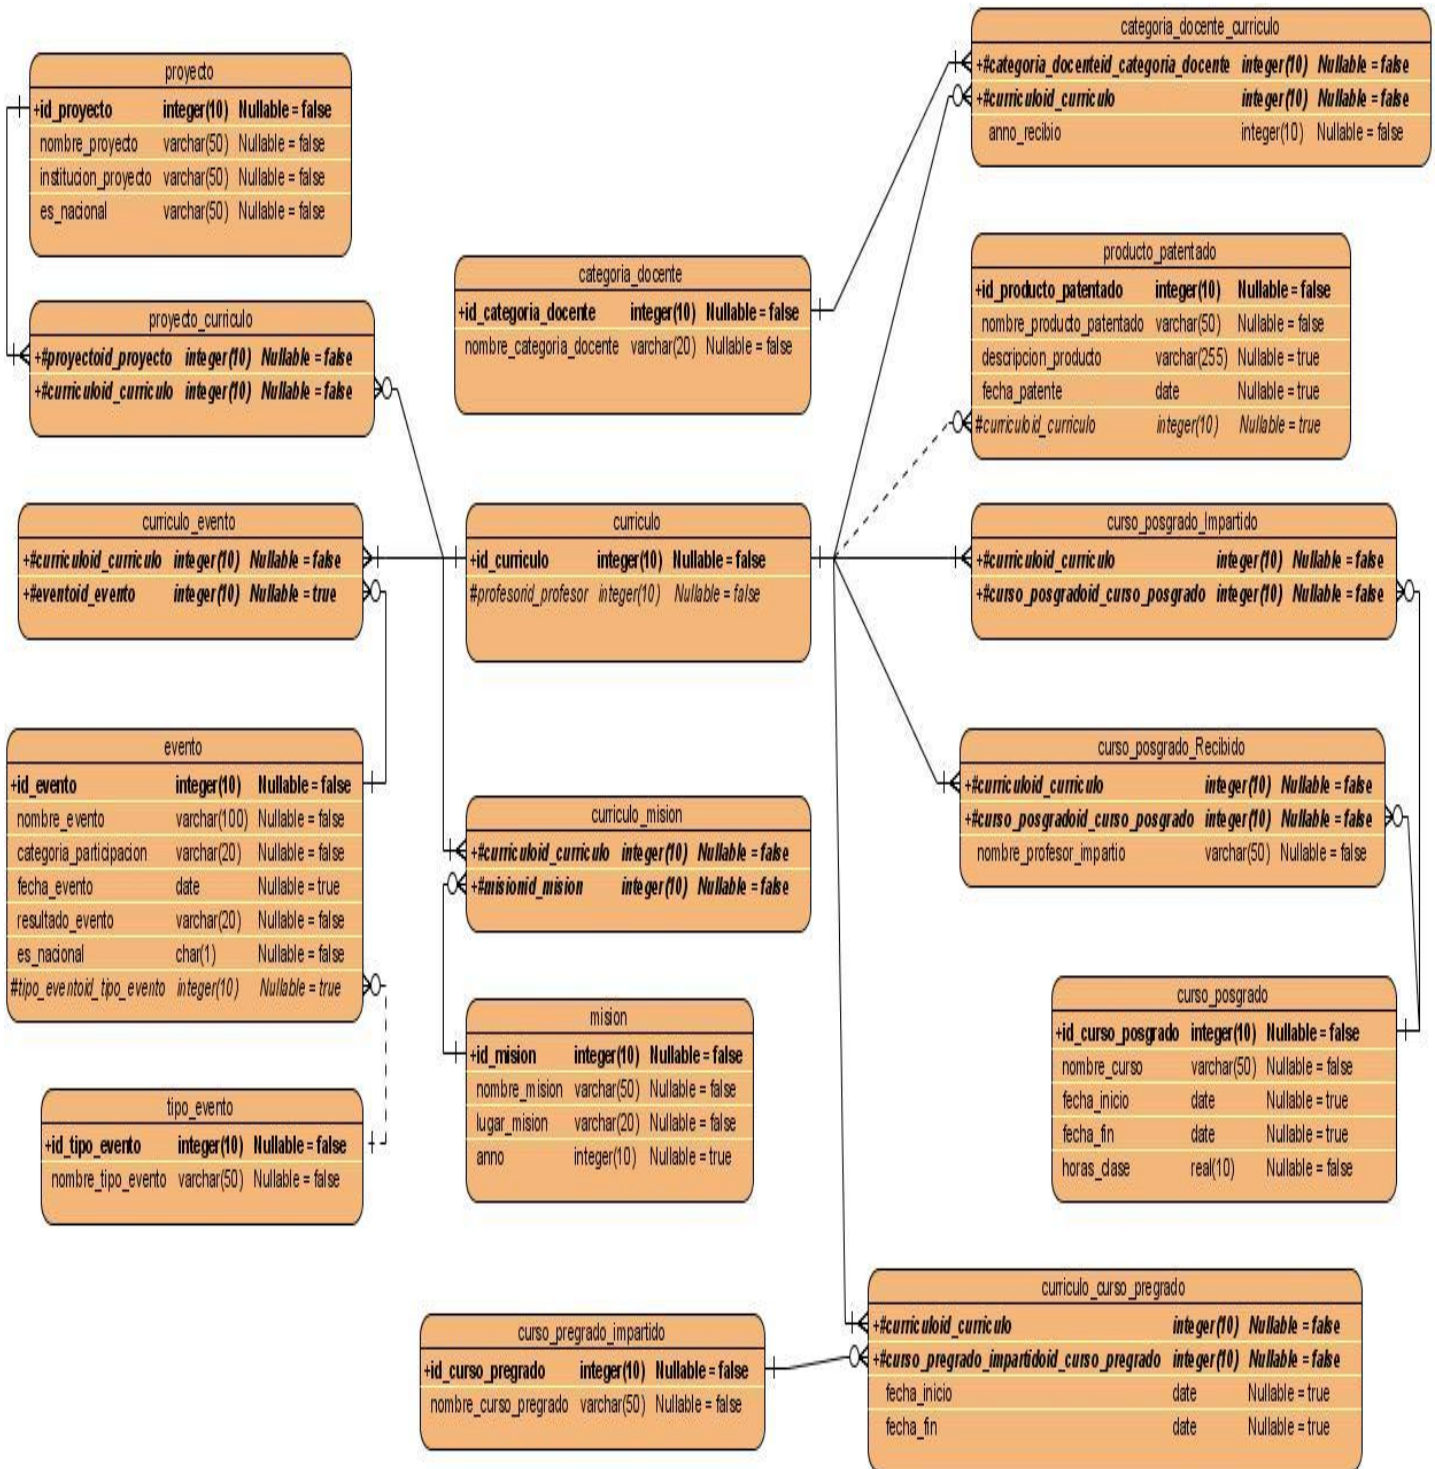 proyecto
+id_proyecto integer(10) Nullable = false
nombre_proyecto varchar(50) Nullable = false
institucion_proyecto varchar(50) Nullable = false
es_nacional varchar(50) Nullable = false
proyecto_curriculo
+#proyectoid_proyecto integer(10) Nullable = false
+#curriculoid_curriculo integer(10) Nullable = false
curriculo_evento
+#curriculoid_curriculo integer(10) Nullable = false
+#eventoid_evento integer(10) Nullable = true
evento
+id_evento integer(10) Nullable = false
nombre_evento varchar(100) Nullable = false
categoria_participacion varchar(20) Nullable = false
fecha_evento date Nullable = true
resultado_evento varchar(20) Nullable = false
es_nacional char(1) Nullable = false
#tipo_eventoid_tipo_evento integer(10) Nullable = true
tipo_evento
+id_tipo_evento integer(10) Nullable = false
nombre_tipo_evento varchar(50) Nullable = false
categoria_docente
+id_categoria_docente integer(10) Nullable = false
nombre_categoria_docente varchar(20) Nullable = false
curriculo
+id_curriculo integer(10) Nullable = false
#profesorid_profesor integer(10) Nullable = false
curriculo_mision
+#curriculoid_curriculo integer(10) Nullable = false
+#misionid_mision integer(10) Nullable = false
mision
+id_mision integer(10) Nullable = false
nombre_mision varchar(50) Nullable = false
lugar_mision varchar(20) Nullable = false
anno integer(10) Nullable = true
curso_pregrado_impartido
+id_curso_pregrado integer(10) Nullable = false
nombre_curso_pregrado varchar(50) Nullable = false
categoria_docente_curriculo
+#categoria_docenteid_categoria_docente integer(10) Nullable = false
+#curriculoid_curriculo integer(10) Nullable = false
anno_recibio integer(10) Nullable = false
producto_patentado
+id_producto_patentado integer(10) Nullable = false
nombre_producto_patentado varchar(50) Nullable = false
descripcion_producto varchar(255) Nullable = true
fecha_patente date Nullable = true
#curriculoid_curriculo integer(10) Nullable = true
curso_posgrado_Impartido
+#curriculoid_curriculo integer(10) Nullable = false
+#curso_posgradoid_curso_posgrado integer(10) Nullable = false
curso_posgrado_Recibido
+#curriculoid_curriculo integer(10) Nullable = false
+#curso_posgradoid_curso_posgrado integer(10) Nullable = false
nombre_profesor_impartio varchar(50) Nullable = false
curso_posgrado
+id_curso_posgrado integer(10) Nullable = false
nombre_curso varchar(50) Nullable = false
fecha_inicio date Nullable = true
fecha_fin date Nullable = true
horas_clase real(10) Nullable = false
curriculo_curso_pregrado
+#curriculoid_curriculo integer(10) Nullable = false
+#curso_pregrado_impartidoid_curso_pregrado integer(10) Nullable = false
fecha_inicio date Nullable = true
fecha_fin date Nullable = true